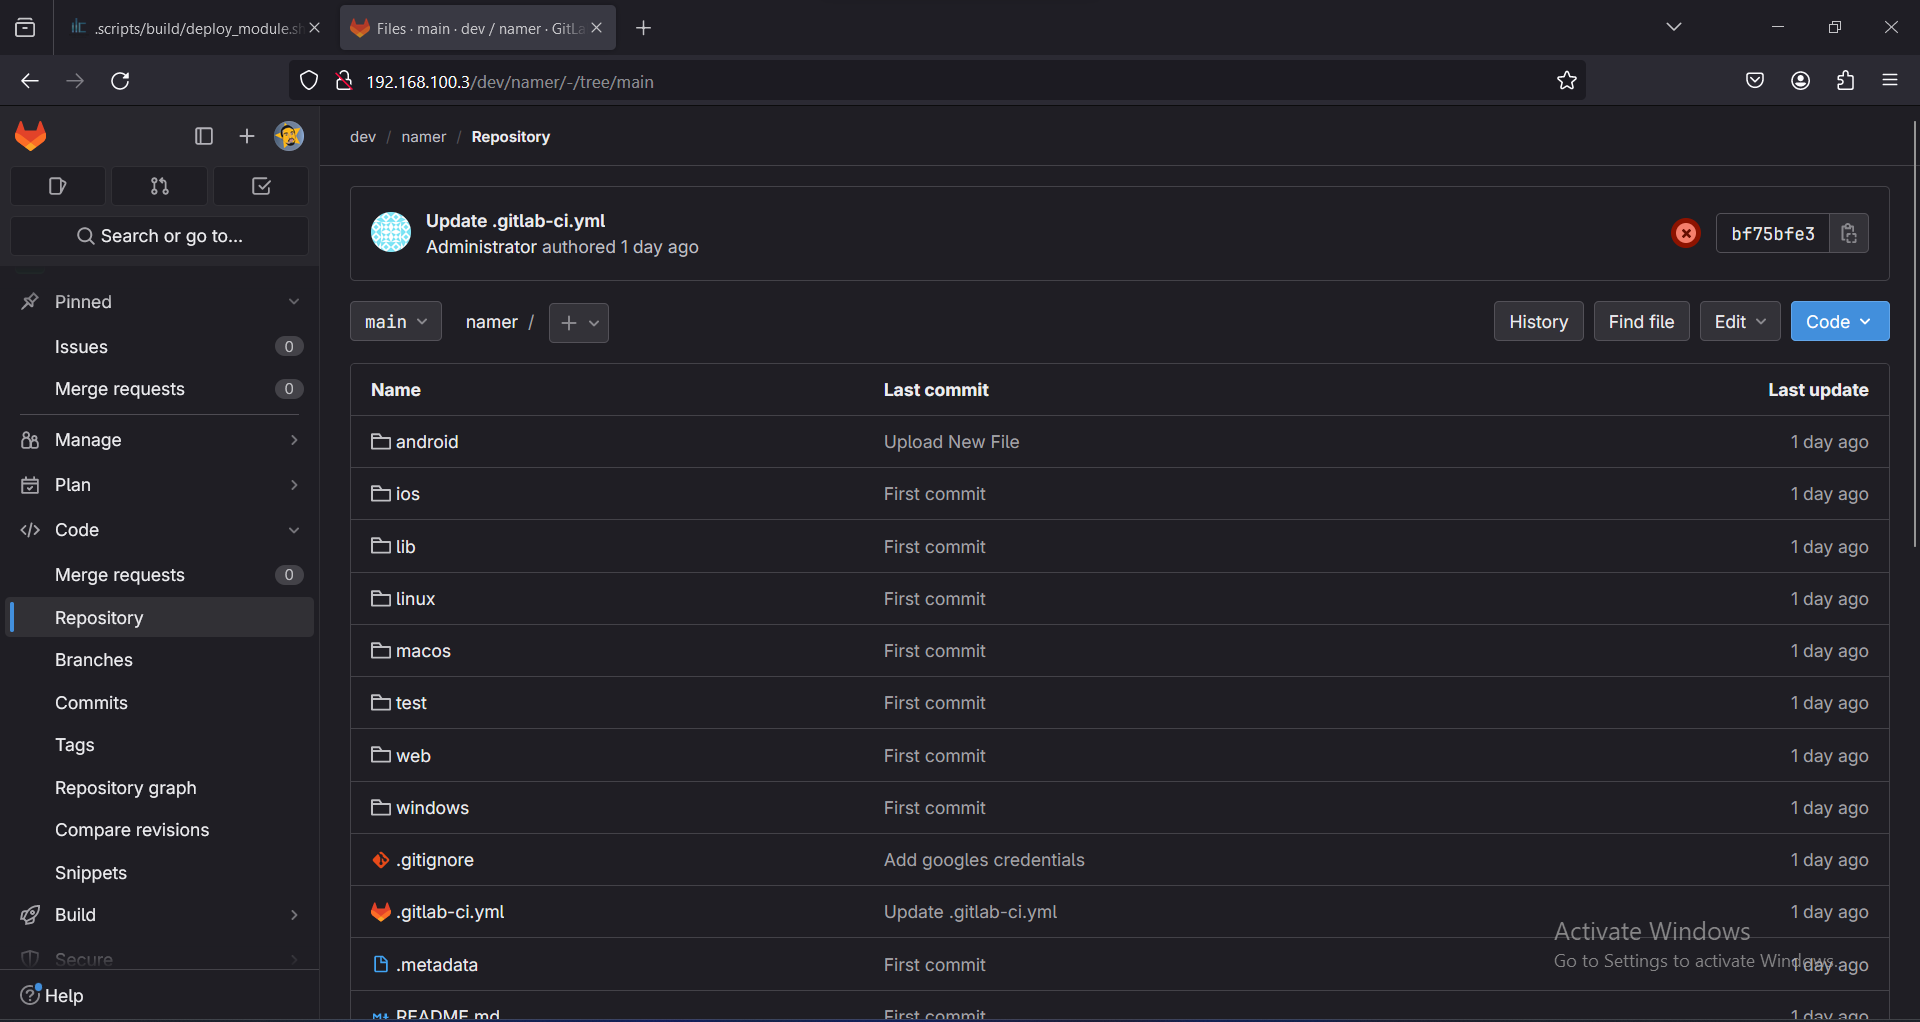 .scripts/build/deploy_module.sh
Files · main · dev / namer · GitLa
192.168.100.3/dev/namer/-/tree/main
dev / namer / Repository
Search or go to...
Pinned
Issues 0
Merge requests 0
Manage
Plan
Code
Merge requests 0
Repository
Branches
Commits
Tags
Repository graph
Compare revisions
Snippets
Build
Secure
Help
Update .gitlab-ci.yml
Administrator authored 1 day ago
bf75bfe3
main
namer /
History
Find file
Edit
Code
Name Last commit Last update
android Upload New File 1 day ago
ios First commit 1 day ago
lib First commit 1 day ago
linux First commit 1 day ago
macos First commit 1 day ago
test First commit 1 day ago
web First commit 1 day ago
windows First commit 1 day ago
.gitignore Add googles credentials 1 day ago
.gitlab-ci.yml Update .gitlab-ci.yml 1 day ago
.metadata First commit 1 day ago
README.md First commit 1 day ago
Activate Windows
Go to Settings to activate Windows.